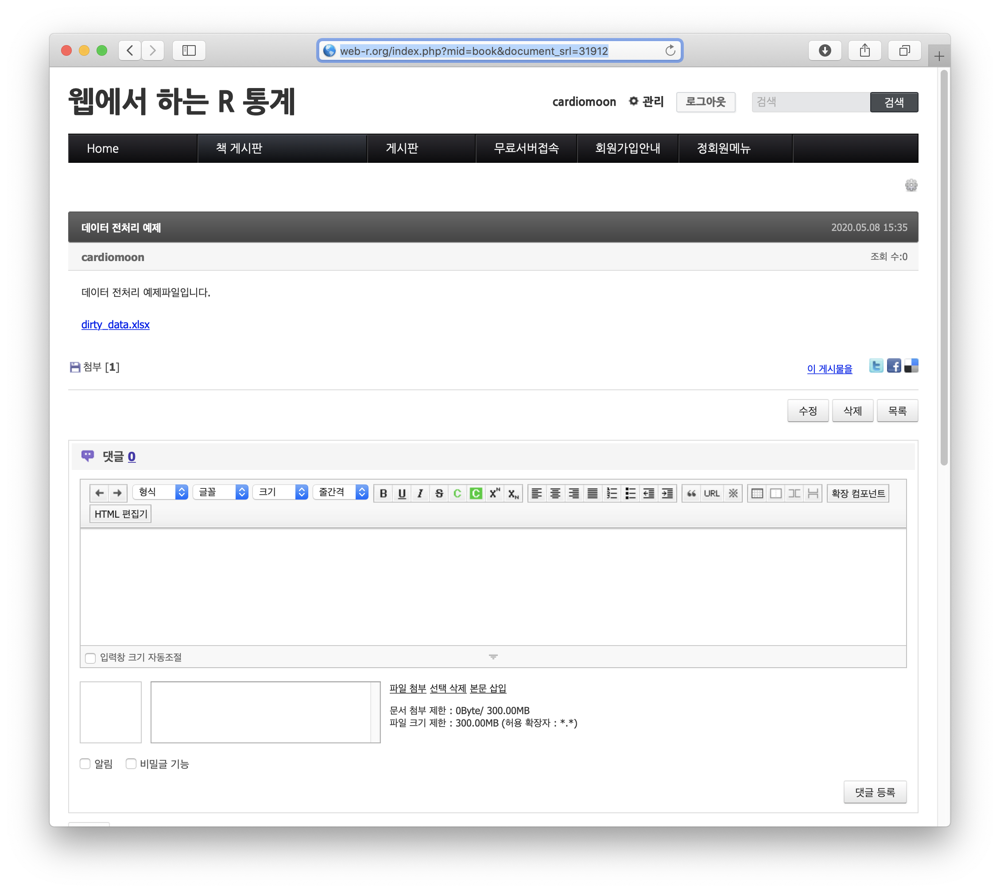 web-r.org/index.php?mid=book&document_srl=31912
웹에서 하는 R 통계
cardiomoon 관리 로그아웃 검색 검색
Home 책 게시판 게시판 무료서버접속 회원가입안내 정회원메뉴
데이터 전처리 예제 2020.05.08 15:35
cardiomoon 조회 수:0
데이터 전처리 예제파일입니다.
dirty_data.xlsx
첨부 [1] 이 게시물을
수정 삭제 목록
댓글 0
형식 글꼴 크기 줄간격 B U I S C C X^N X_N URL ※ 확장 컴포넌트
HTML 편집기
입력창 크기 자동조절
파일 첨부 선택 삭제 본문 삽입
문서 첨부 제한 : 0Byte/ 300.00MB
파일 크기 제한 : 300.00MB (허용 확장자 : *.*)
알림 비밀글 기능
댓글 등록